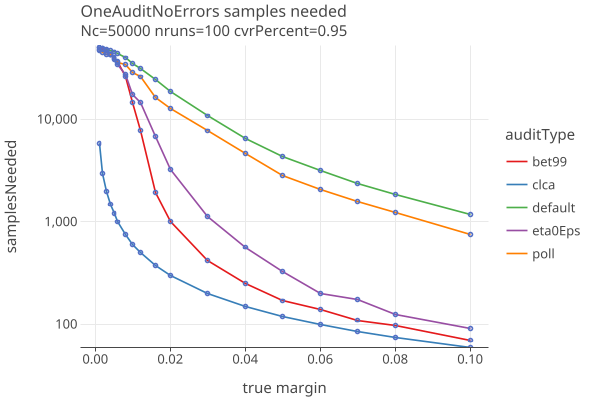 OneAuditNoErrors samples needed
Nc=50000 nruns=100 cvrPercent=0.95
samplesNeeded
10,000
1,000
100
0.00 0.02 0.04 0.06 0.08 0.10
true margin
auditType
bet99
clca
default
eta0Eps
poll